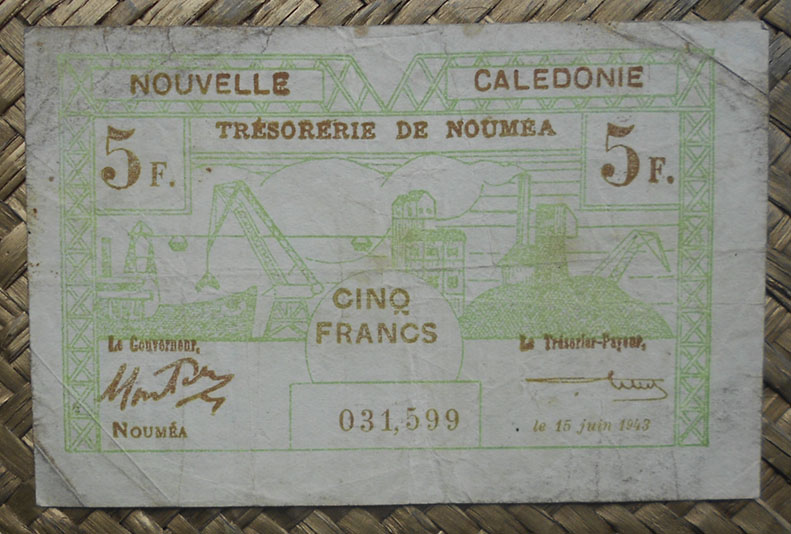 NOUVELLE CALEDONIE
TRÉSORERIE DE NOUMÉA
5 F. 5 F.
CINQ
FRANCS
Le Gouverneur, Le Trésorier-Payeur,
NOUMÉA
031,599
le 15 juin 1943